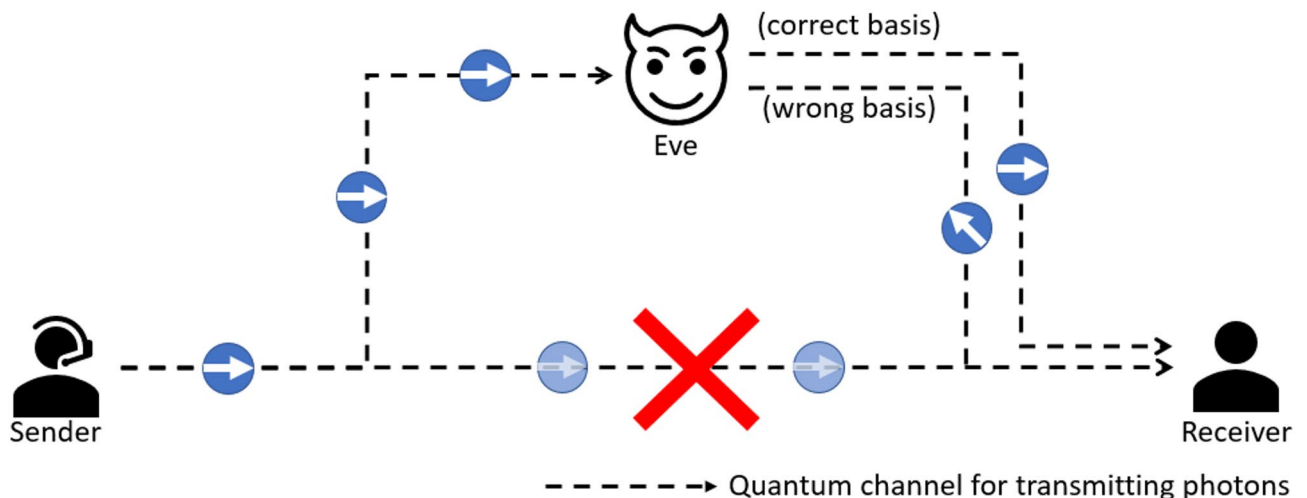 (correct basis)
(wrong basis)
Eve
Sender
Receiver
Quantum channel for transmitting photons